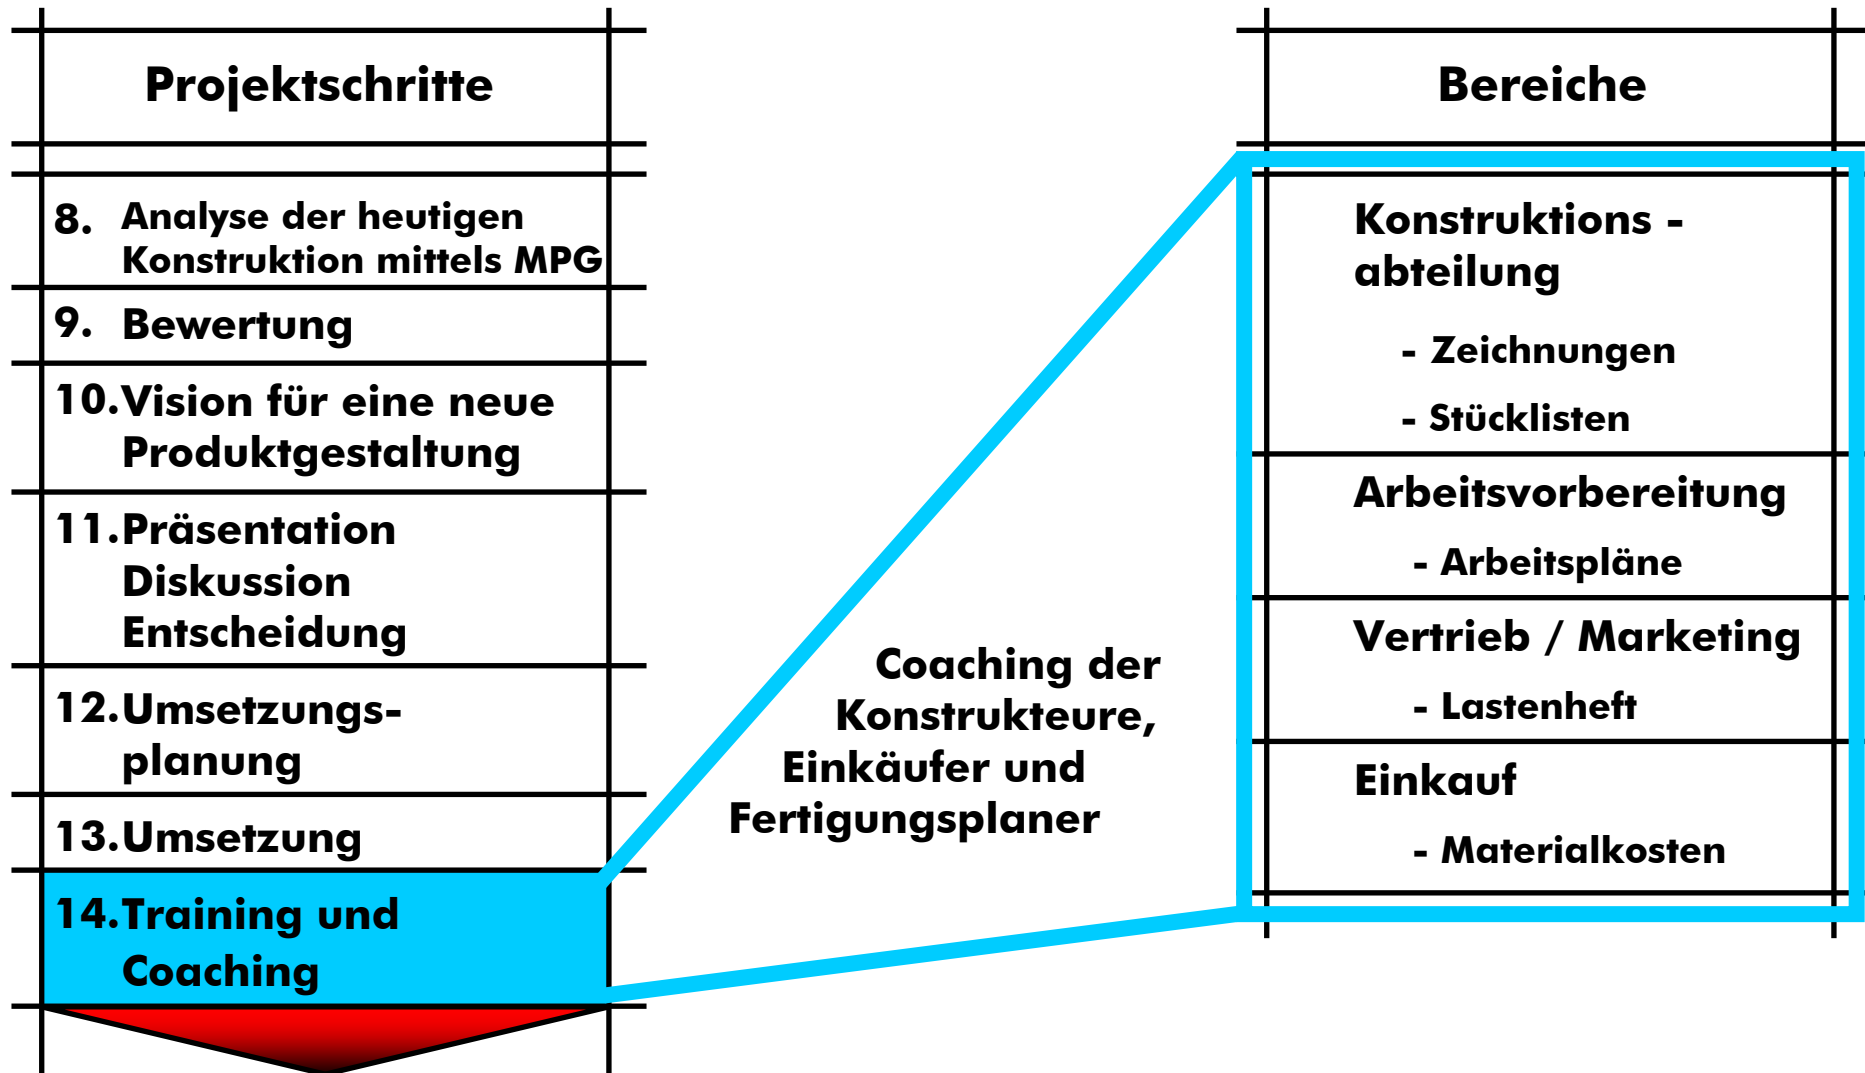 Projektschritte
8. Analyse der heutigen
Konstruktion mittels MPG
9. Bewertung
10. Vision für eine neue
Produktgestaltung
11. Präsentation
Diskussion
Entscheidung
12. Umsetzungs-
planung
13. Umsetzung
14. Training und
Coaching
Coaching der
Konstrukteure,
Einkäufer und
Fertigungsplaner
Bereiche
Konstruktions -
abteilung
- Zeichnungen
- Stücklisten
Arbeitsvorbereitung
- Arbeitspläne
Vertrieb / Marketing
- Lastenheft
Einkauf
- Materialkosten